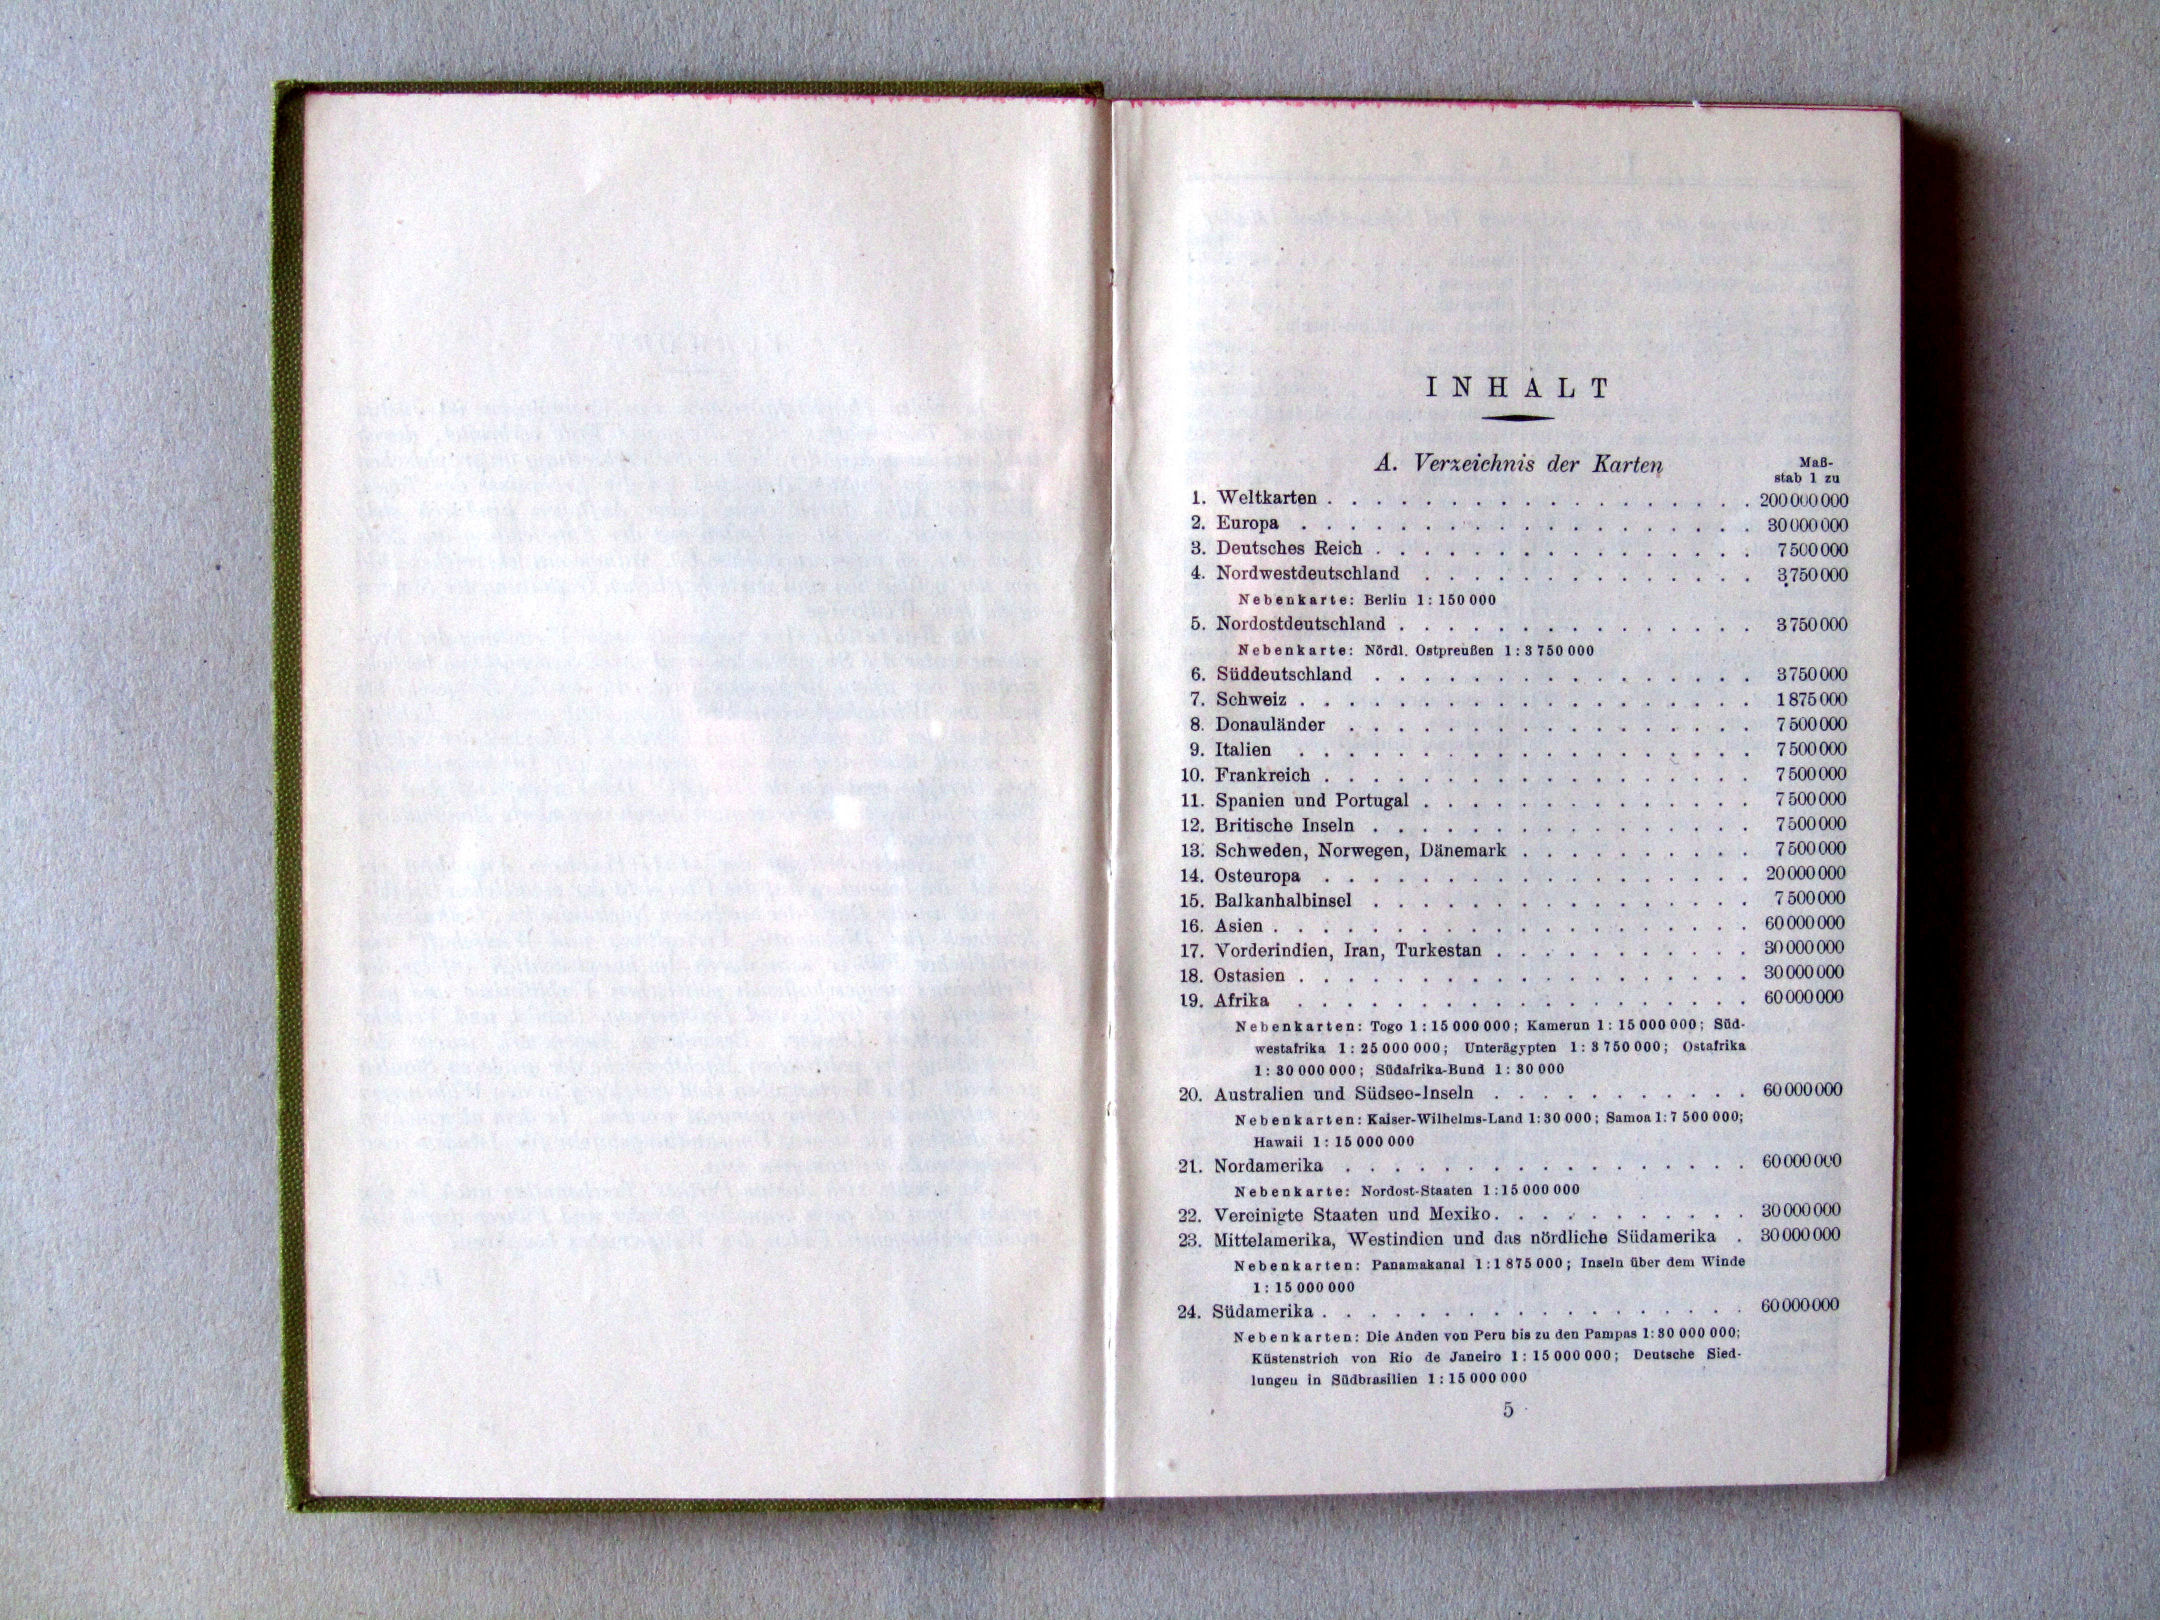 INHALT
A. Verzeichnis der Karten
Maß-
stab 1 zu
1. Weltkarten . . . . . . . . . . . . . . . . . . 200 000 000
2. Europa . . . . . . . . . . . . . . . . . . . 30 000 000
3. Deutsches Reich . . . . . . . . . . . . . . . . 7 500 000
4. Nordwestdeutschland . . . . . . . . . . . . . . 3 750 000
Nebenkarte: Berlin 1:150 000
5. Nordostdeutschland . . . . . . . . . . . . . . . 3 750 000
Nebenkarte: Nördl. Ostpreußen 1:3 750 000
6. Süddeutschland . . . . . . . . . . . . . . . . 3 750 000
7. Schweiz . . . . . . . . . . . . . . . . . . . 1 875 000
8. Donauländer . . . . . . . . . . . . . . . . . 7 500 000
9. Italien . . . . . . . . . . . . . . . . . . . 7 500 000
10. Frankreich . . . . . . . . . . . . . . . . . . 7 500 000
11. Spanien und Portugal . . . . . . . . . . . . . . 7 500 000
12. Britische Inseln . . . . . . . . . . . . . . . . 7 500 000
13. Schweden, Norwegen, Dänemark . . . . . . . . . . 7 500 000
14. Osteuropa . . . . . . . . . . . . . . . . . . 20 000 000
15. Balkanhalbinsel . . . . . . . . . . . . . . . . 7 500 000
16. Asien . . . . . . . . . . . . . . . . . . . . 60 000 000
17. Vorderindien, Iran, Turkestan . . . . . . . . . . . 30 000 000
18. Ostasien . . . . . . . . . . . . . . . . . . . 30 000 000
19. Afrika . . . . . . . . . . . . . . . . . . . 60 000 000
Nebenkarten: Togo 1:15 000 000; Kamerun 1:15 000 000; Süd-
westafrika 1:25 000 000; Unterägypten 1:3 750 000; Ostafrika
1:30 000 000; Südafrika-Bund 1:30 000
20. Australien und Südsee-Inseln . . . . . . . . . . . 60 000 000
Nebenkarten: Kaiser-Wilhelms-Land 1:30 000; Samoa 1:7 500 000;
Hawaii 1:15 000 000
21. Nordamerika . . . . . . . . . . . . . . . . . 60 000 000
Nebenkarte: Nordost-Staaten 1:15 000 000
22. Vereinigte Staaten und Mexiko . . . . . . . . . . . 30 000 000
23. Mittelamerika, Westindien und das nördliche Südamerika . 30 000 000
Nebenkarten: Panamakanal 1:1 875 000; Inseln über dem Winde
1:15 000 000
24. Südamerika . . . . . . . . . . . . . . . . . . 60 000 000
Nebenkarten: Die Anden von Peru bis zu den Pampas 1:30 000 000;
Küstenstrich von Rio de Janeiro 1:15 000 000; Deutsche Sied-
lungen in Südbrasilien 1:15 000 000
5